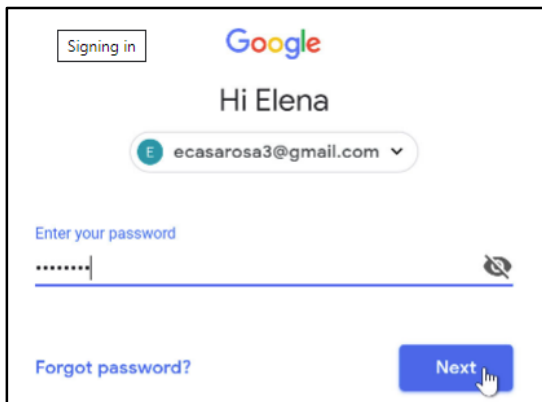 Signing in
Google
Hi Elena
E ecasarosa3@gmail.com
Enter your password
••••••••
Forgot password?
Next